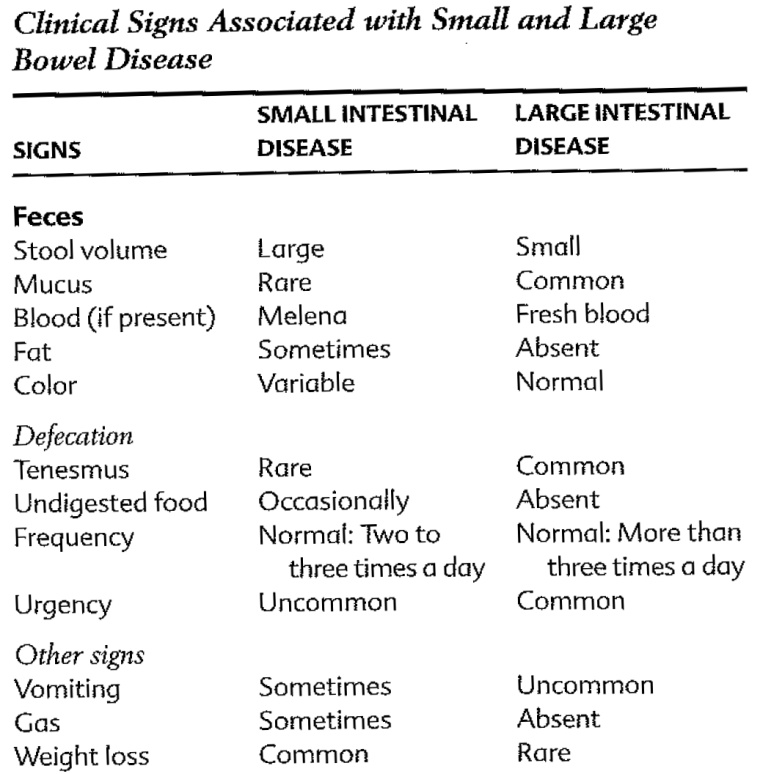 Clinical Signs Associated with Small and Large
Bowel Disease
SMALL INTESTINAL LARGE INTESTINAL
SIGNS DISEASE DISEASE
Feces
Stool volume Large Small
Mucus Rare Common
Blood (if present) Melena Fresh blood
Fat Sometimes Absent
Color Variable Normal
Defecation
Tenesmus Rare Common
Undigested food Occasionally Absent
Frequency Normal: Two to Normal: More than
three times a day three times a day
Urgency Uncommon Common
Other signs
Vomiting Sometimes Uncommon
Gas Sometimes Absent
Weight loss Common Rare